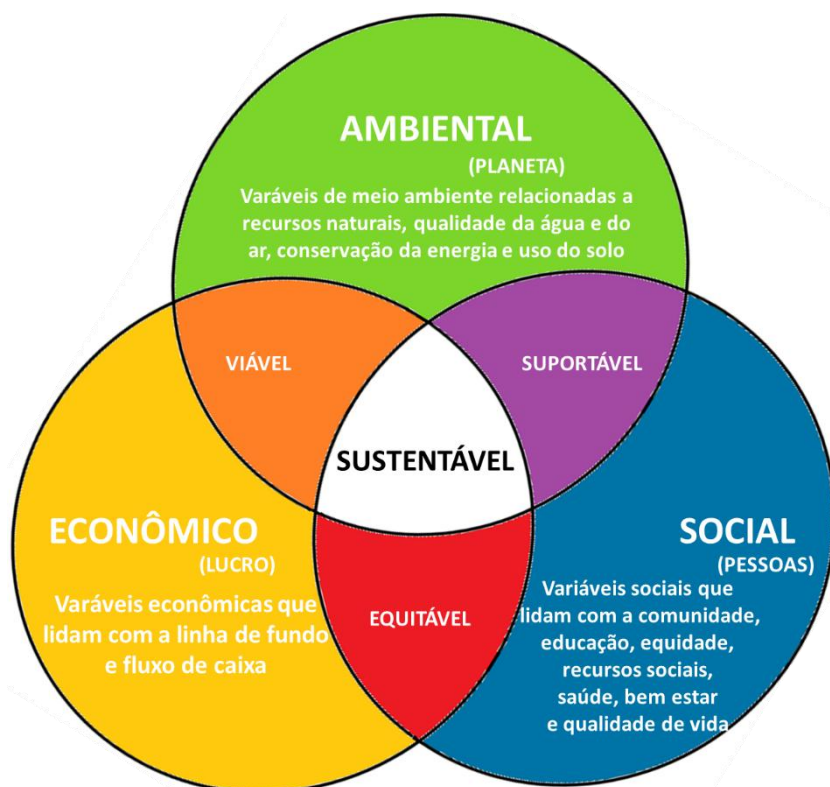 AMBIENTAL
(PLANETA)
Varáveis de meio ambiente relacionadas a
recursos naturais, qualidade da água e do
ar, conservação da energia e uso do solo
VIÁVEL
SUPORTÁVEL
SUSTENTÁVEL
ECONÔMICO
(LUCRO)
Varáveis econômicas que
lidam com a linha de fundo
e fluxo de caixa
EQUITÁVEL
SOCIAL
(PESSOAS)
Variáveis sociais que
lidam com a comunidade,
educação, equidade,
recursos sociais,
saúde, bem estar
e qualidade de vida